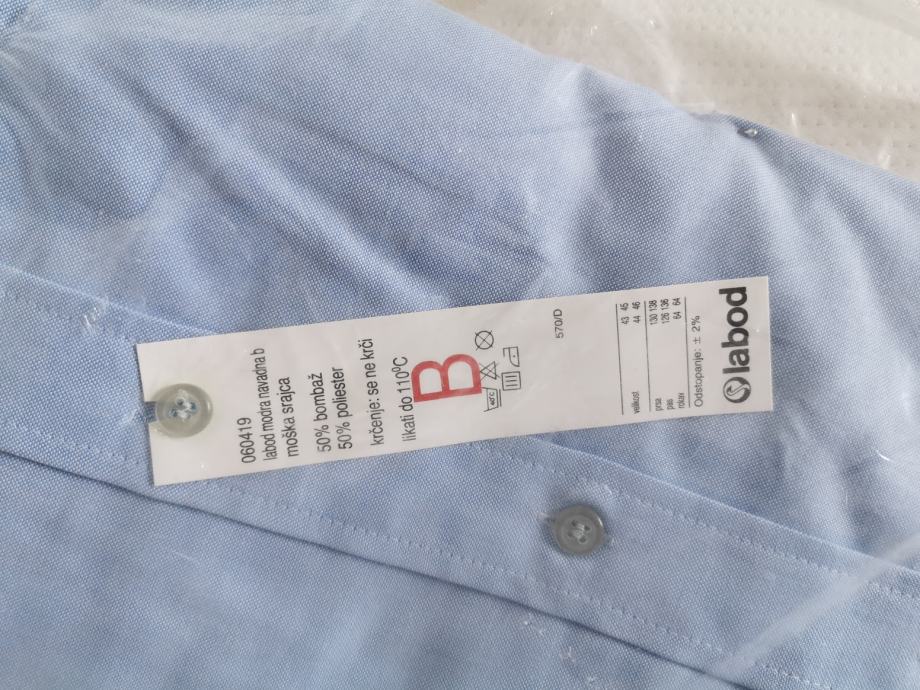 060419
labod modra navadna b
moška srajca
50% bombaž
50% poliester
krčenje: se ne krči
likati do 110⁰C
B
570/D
velikost 43 45
44 46
prsa 130 138
pas 126 136
rokav 64 64
Odstopanje: ± 2%
labod